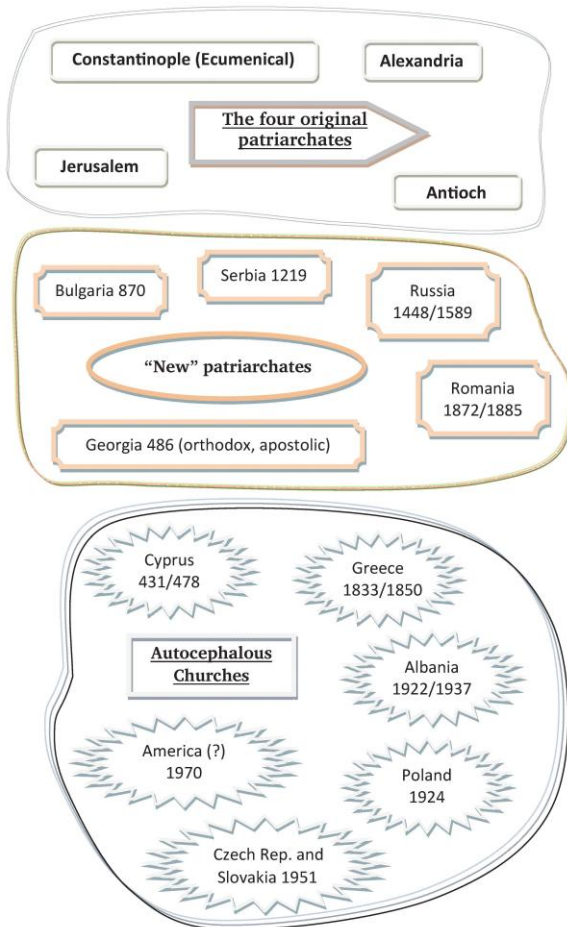 Constantinople (Ecumenical)
Alexandria
The four original
patriarchates
Jerusalem
Antioch
Bulgaria 870
Serbia 1219
Russia
1448/1589
“New” patriarchates
Romania
1872/1885
Georgia 486 (orthodox, apostolic)
Cyprus
431/478
Greece
1833/1850
Autocephalous
Churches
Albania
1922/1937
America (?)
1970
Poland
1924
Czech Rep. and
Slovakia 1951